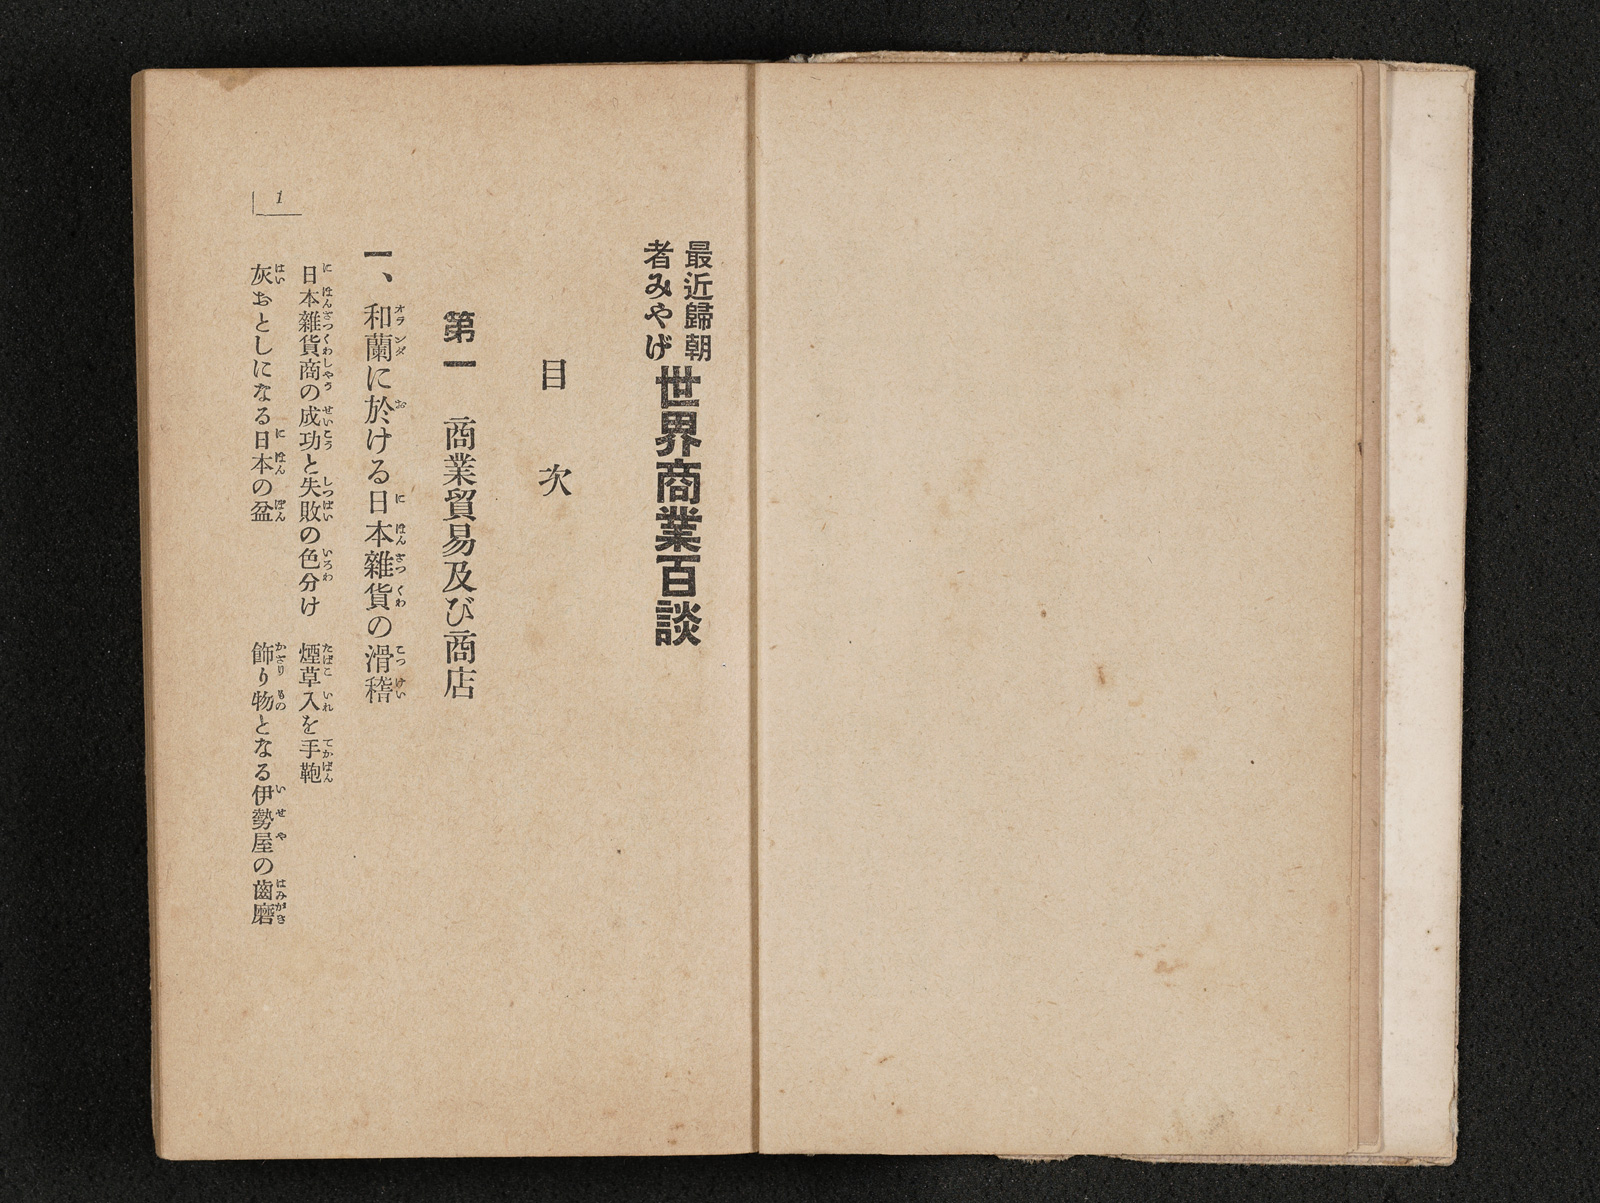 最近歸朝
者みやげ
世界商業百談
目次
第一　商業貿易及び商店
一、和蘭に於ける日本雜貨の滑稽
日本雜貨商の成功と失敗の色分け　煙草入を手鞄
灰おとしになる日本の盆　飾り物となる伊勢屋の齒磨
1